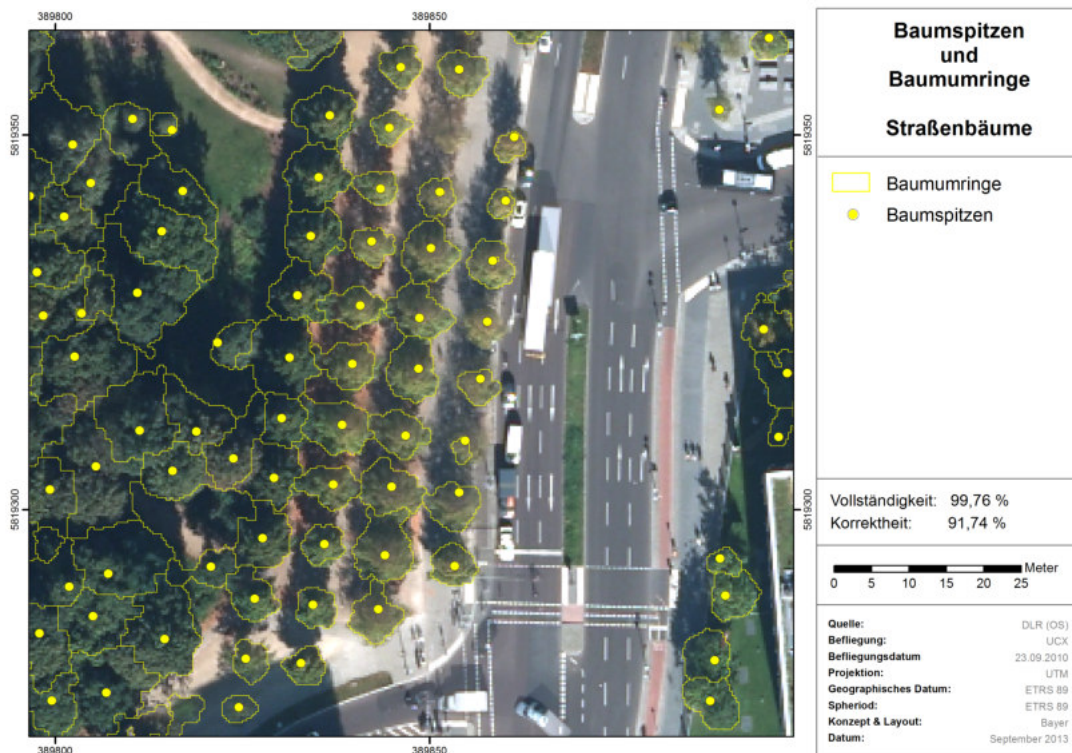 389800
389850
5819350
5819350
5819300
5819300
389800
389850
Baumspitzen
und
Baumumringe
Straßenbäume
Baumumringe
Baumspitzen
Vollständigkeit: 99,76 %
Korrektheit: 91,74 %
Meter
0 5 10 15 20 25
Quelle: DLR (OS)
Befliegung: UCX
Befliegungsdatum 23.09.2010
Projektion: UTM
Geographisches Datum: ETRS 89
Spheriod: ETRS 89
Konzept & Layout: Bayer
Datum: September 2013